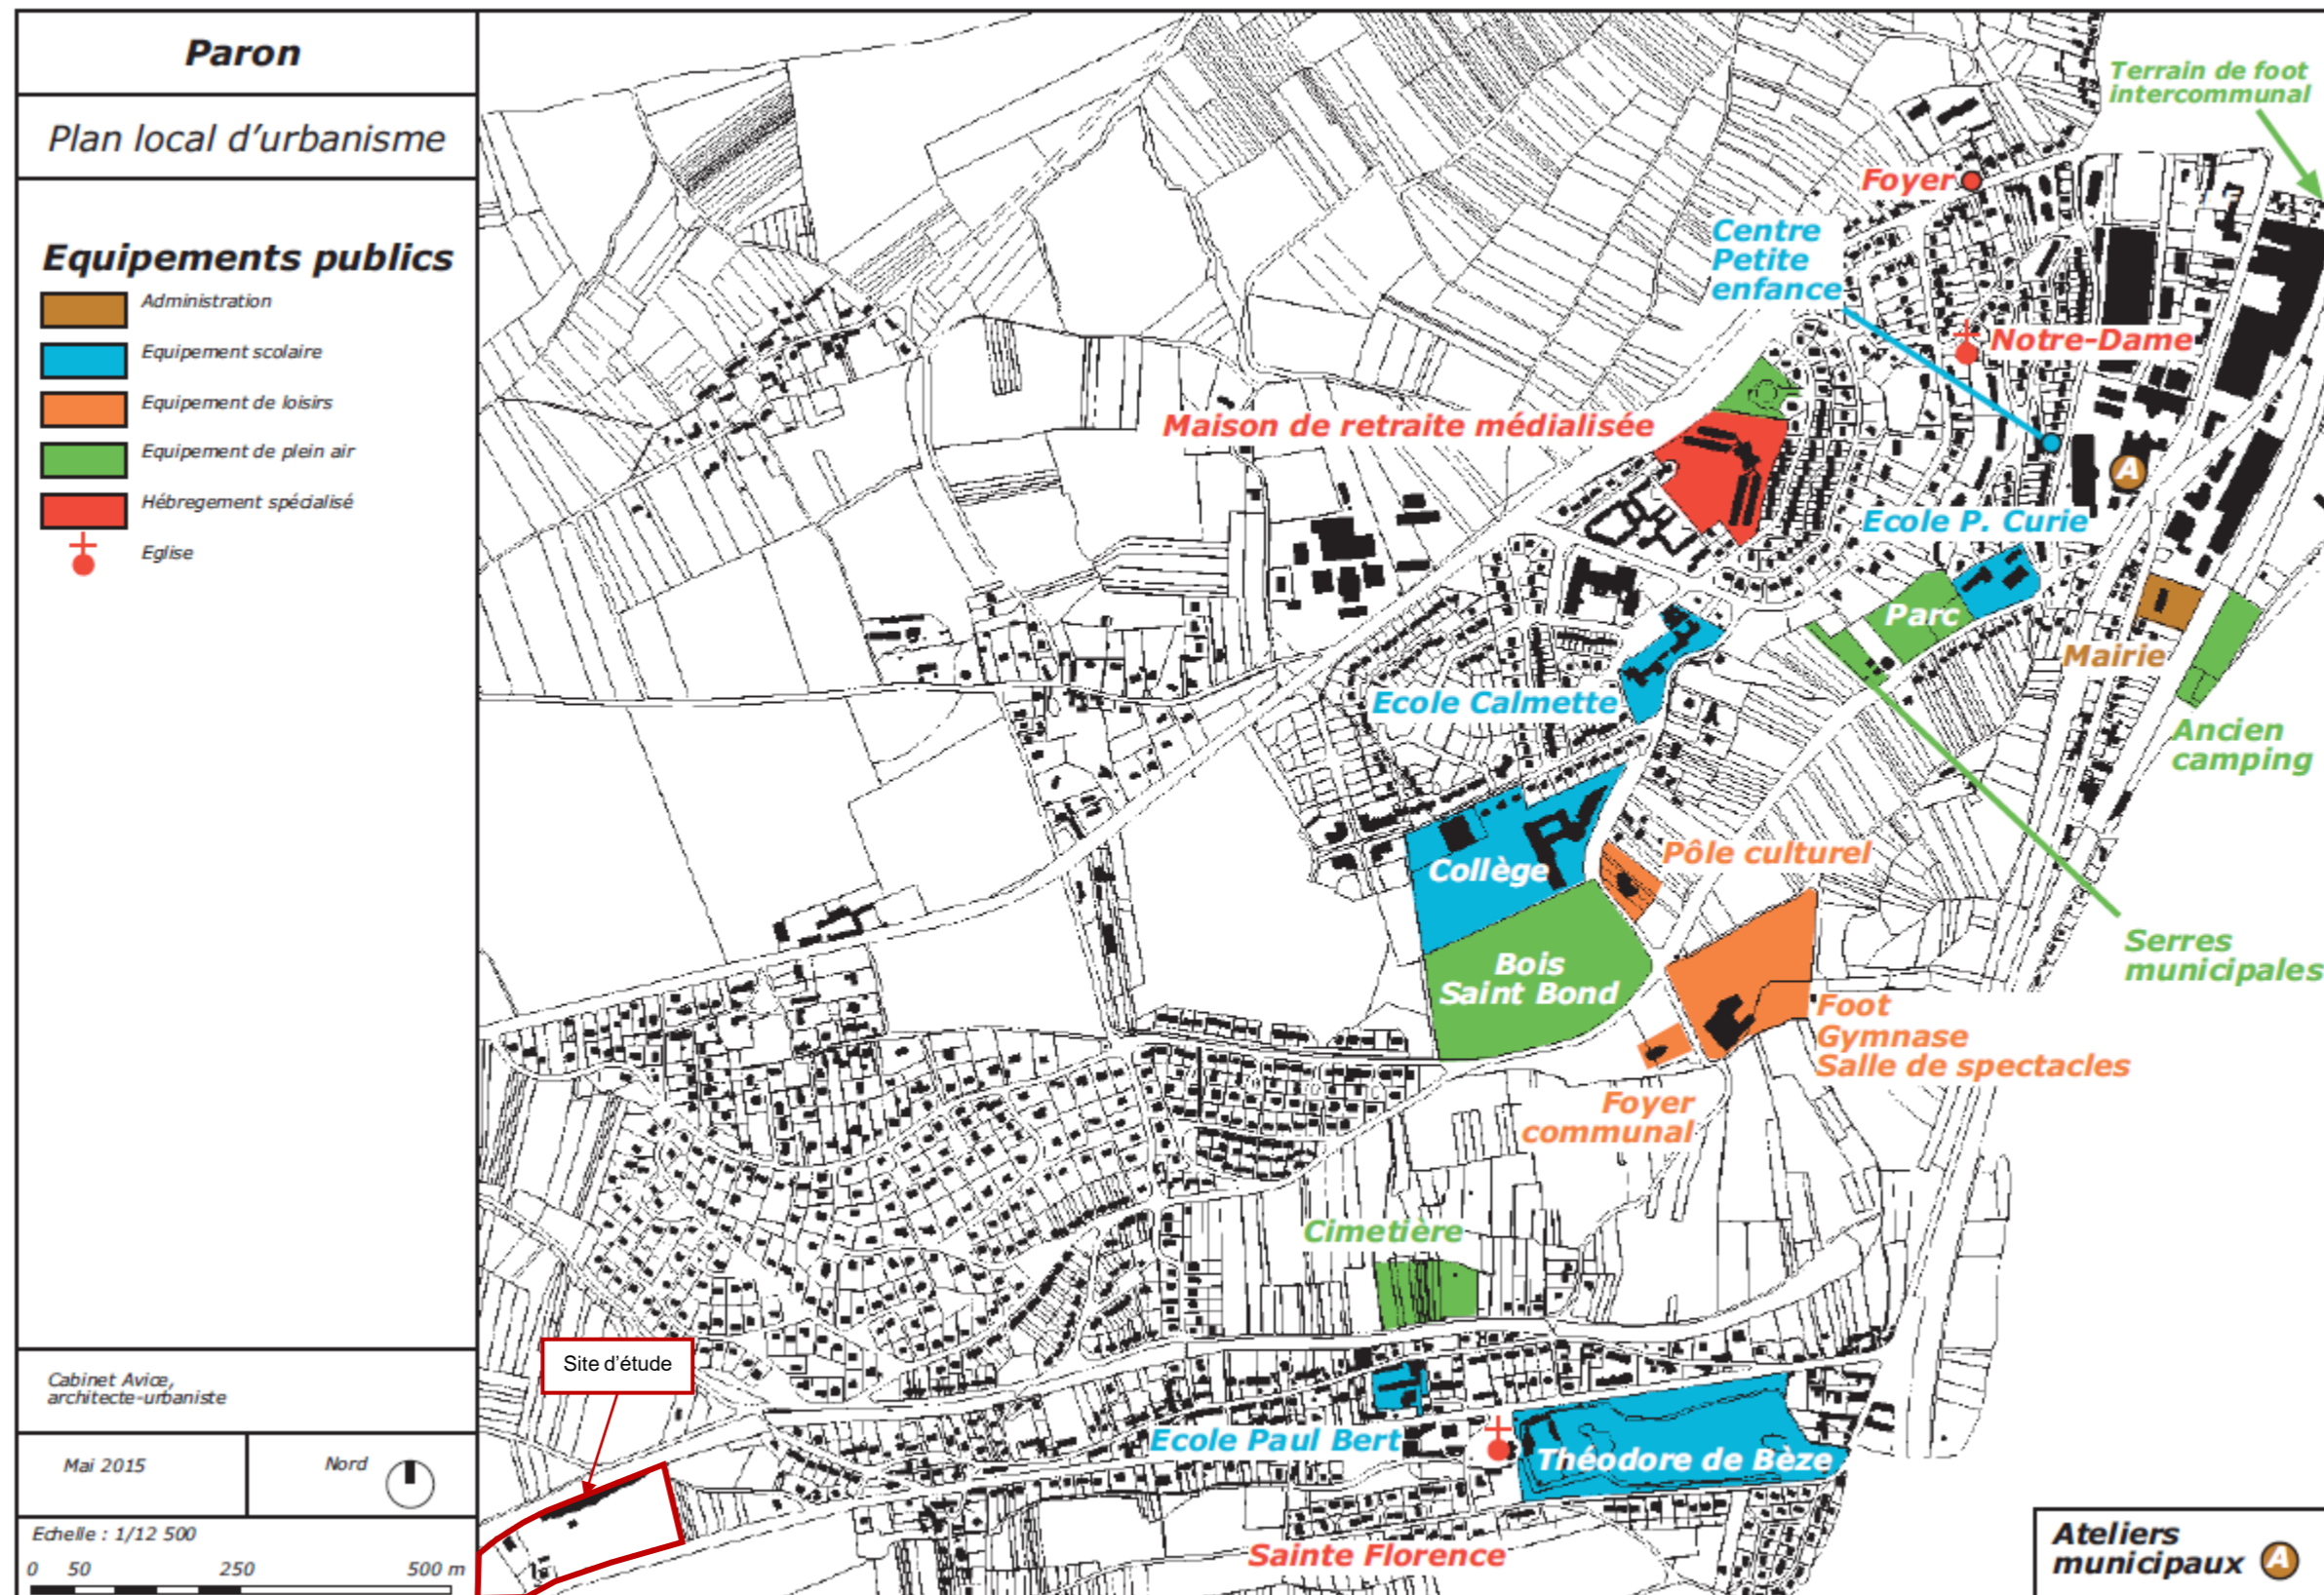 Paron
Plan local d'urbanisme
Equipements publics
Administration
Equipement scolaire
Equipement de loisirs
Equipement de plein air
Hébregement spécialisé
Eglise
Cabinet Avice,
architecte-urbaniste
Mai 2015
Nord
Echelle : 1/12 500
0 50 250 500 m
Terrain de foot
intercommunal
Foyer
Centre
Petite
enfance
Notre-Dame
Maison de retraite médialisée
A
Ecole P. Curie
Parc
Mairie
Ecole Calmette
Ancien
camping
Collège
Pôle culturel
Bois
Saint Bond
Serres
municipales
Foot
Gymnase
Salle de spectacles
Foyer
communal
Cimetière
Site d'étude
Ecole Paul Bert
Théodore de Bèze
Sainte Florence
Ateliers
municipaux A